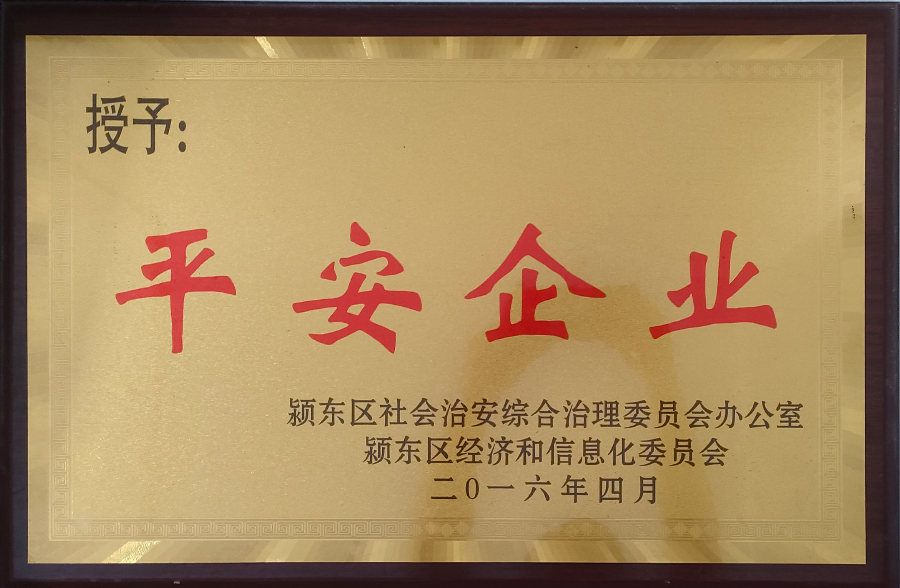 授予:
平安企业
颍东区社会治安综合治理委员会办公室
颍东区经济和信息化委员会
二0一六年四月